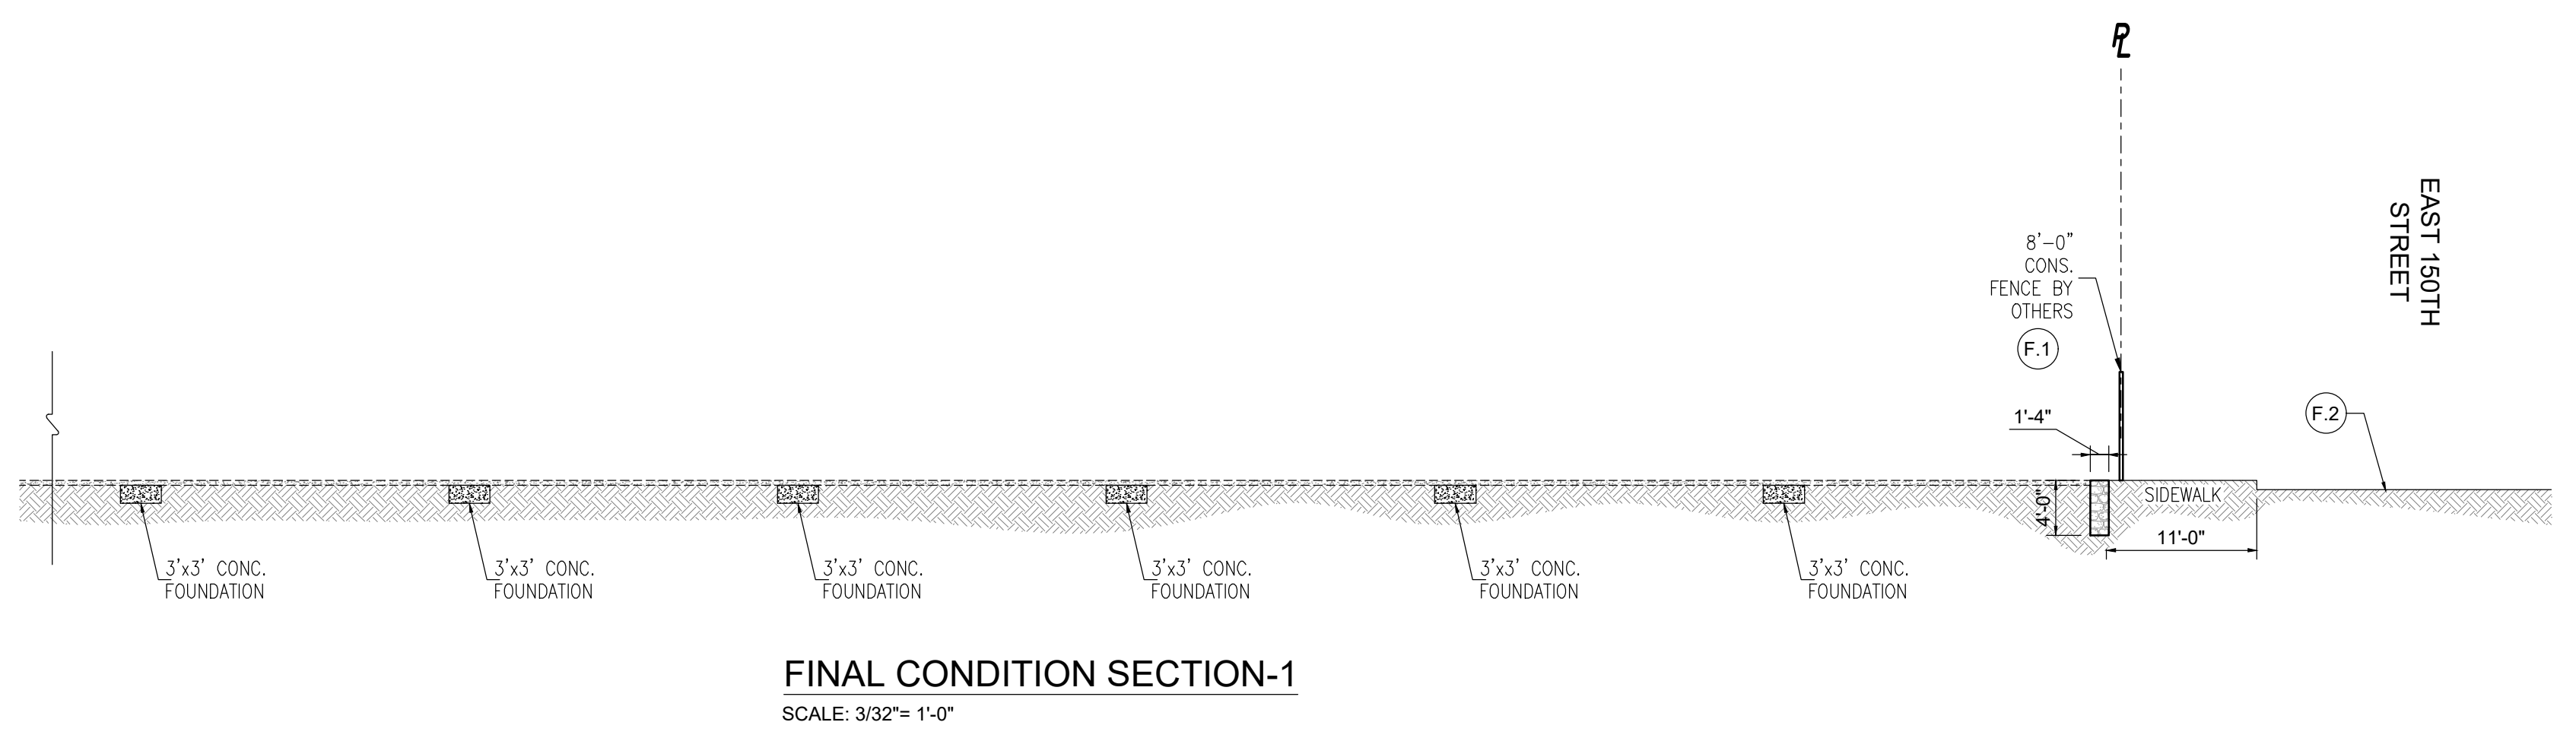 PL
EAST 150TH
STREET
8'-0"
CONS.
FENCE BY
OTHERS
F.1
1'-4"
F.2
4'-0"
SIDEWALK
11'-0"
3'x3' CONC.
FOUNDATION
3'x3' CONC.
FOUNDATION
3'x3' CONC.
FOUNDATION
3'x3' CONC.
FOUNDATION
3'x3' CONC.
FOUNDATION
3'x3' CONC.
FOUNDATION
FINAL CONDITION SECTION-1
SCALE: 3/32"= 1'-0"